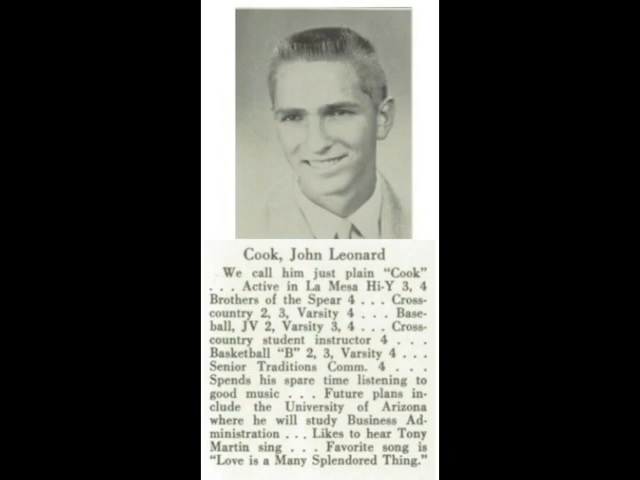 Cook, John Leonard
We call him just plain "Cook"
. . . Active in La Mesa Hi-Y 3, 4
Brothers of the Spear 4 . . . Cross-
country 2, 3, Varsity 4 . . . Base-
ball, JV 2, Varsity 3, 4 . . . Cross-
country student instructor 4 . . . .
Basketball "B" 2, 3, Varsity 4 . . .
Senior Traditions Comm. 4 . . . .
Spends his spare time listening to
good music . . . Future plans in-
clude the University of Arizona
where he will study Business Ad-
ministration . . . Likes to hear Tony
Martin sing . . . Favorite song is
"Love is a Many Splendored Thing."